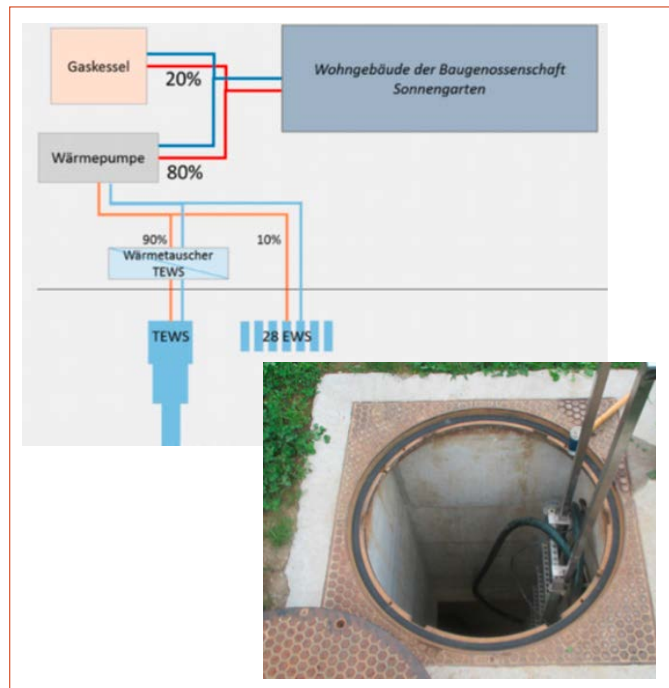 Gaskessel
20%
Wohngebäude der Baugenossenschaft
Sonnengarten
Wärmepumpe
80%
90%
10%
Wärmetauscher
TEWS
TEWS
28 EWS